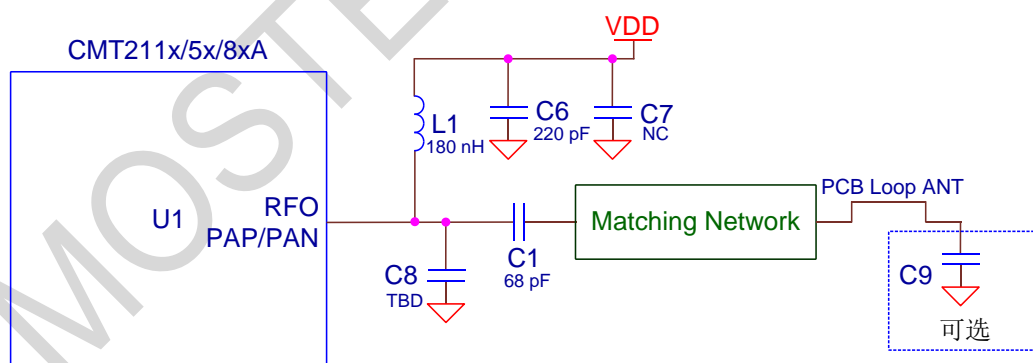 VDD
CMT211x/5x/8xA
L1
180 nH
C6
220 pF
C7
NC
U1
RFO
PAP/PAN
C8
TBD
C1
68 pF
Matching Network
PCB Loop ANT
C9
可选
MOSTE